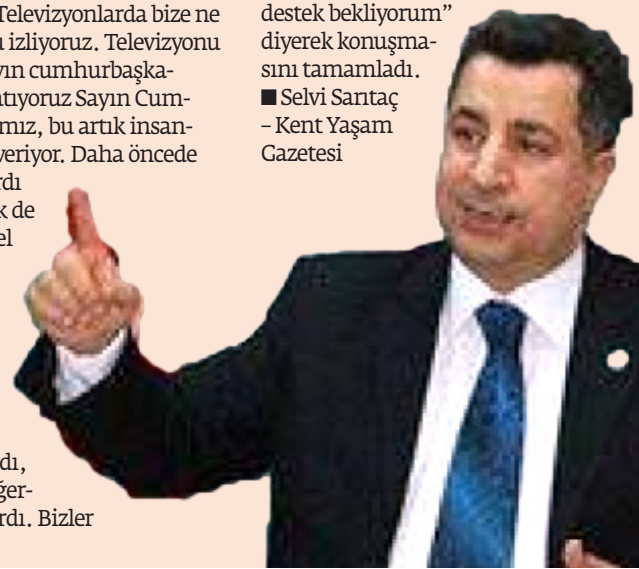 Televizyonlarda bize ne
izliyoruz. Televizyonu
yın cumhurbaşka-
tıyoruz Sayın Cum-
mız, bu artık insan-
veriyor. Daha öncede
rdı
k de
el
dı,
ğer-
rdı. Bizler
destek bekliyorum”
diyerek konuşma-
sını tamamladı.
■ Selvi Sarıtaç
– Kent Yaşam
Gazetesi